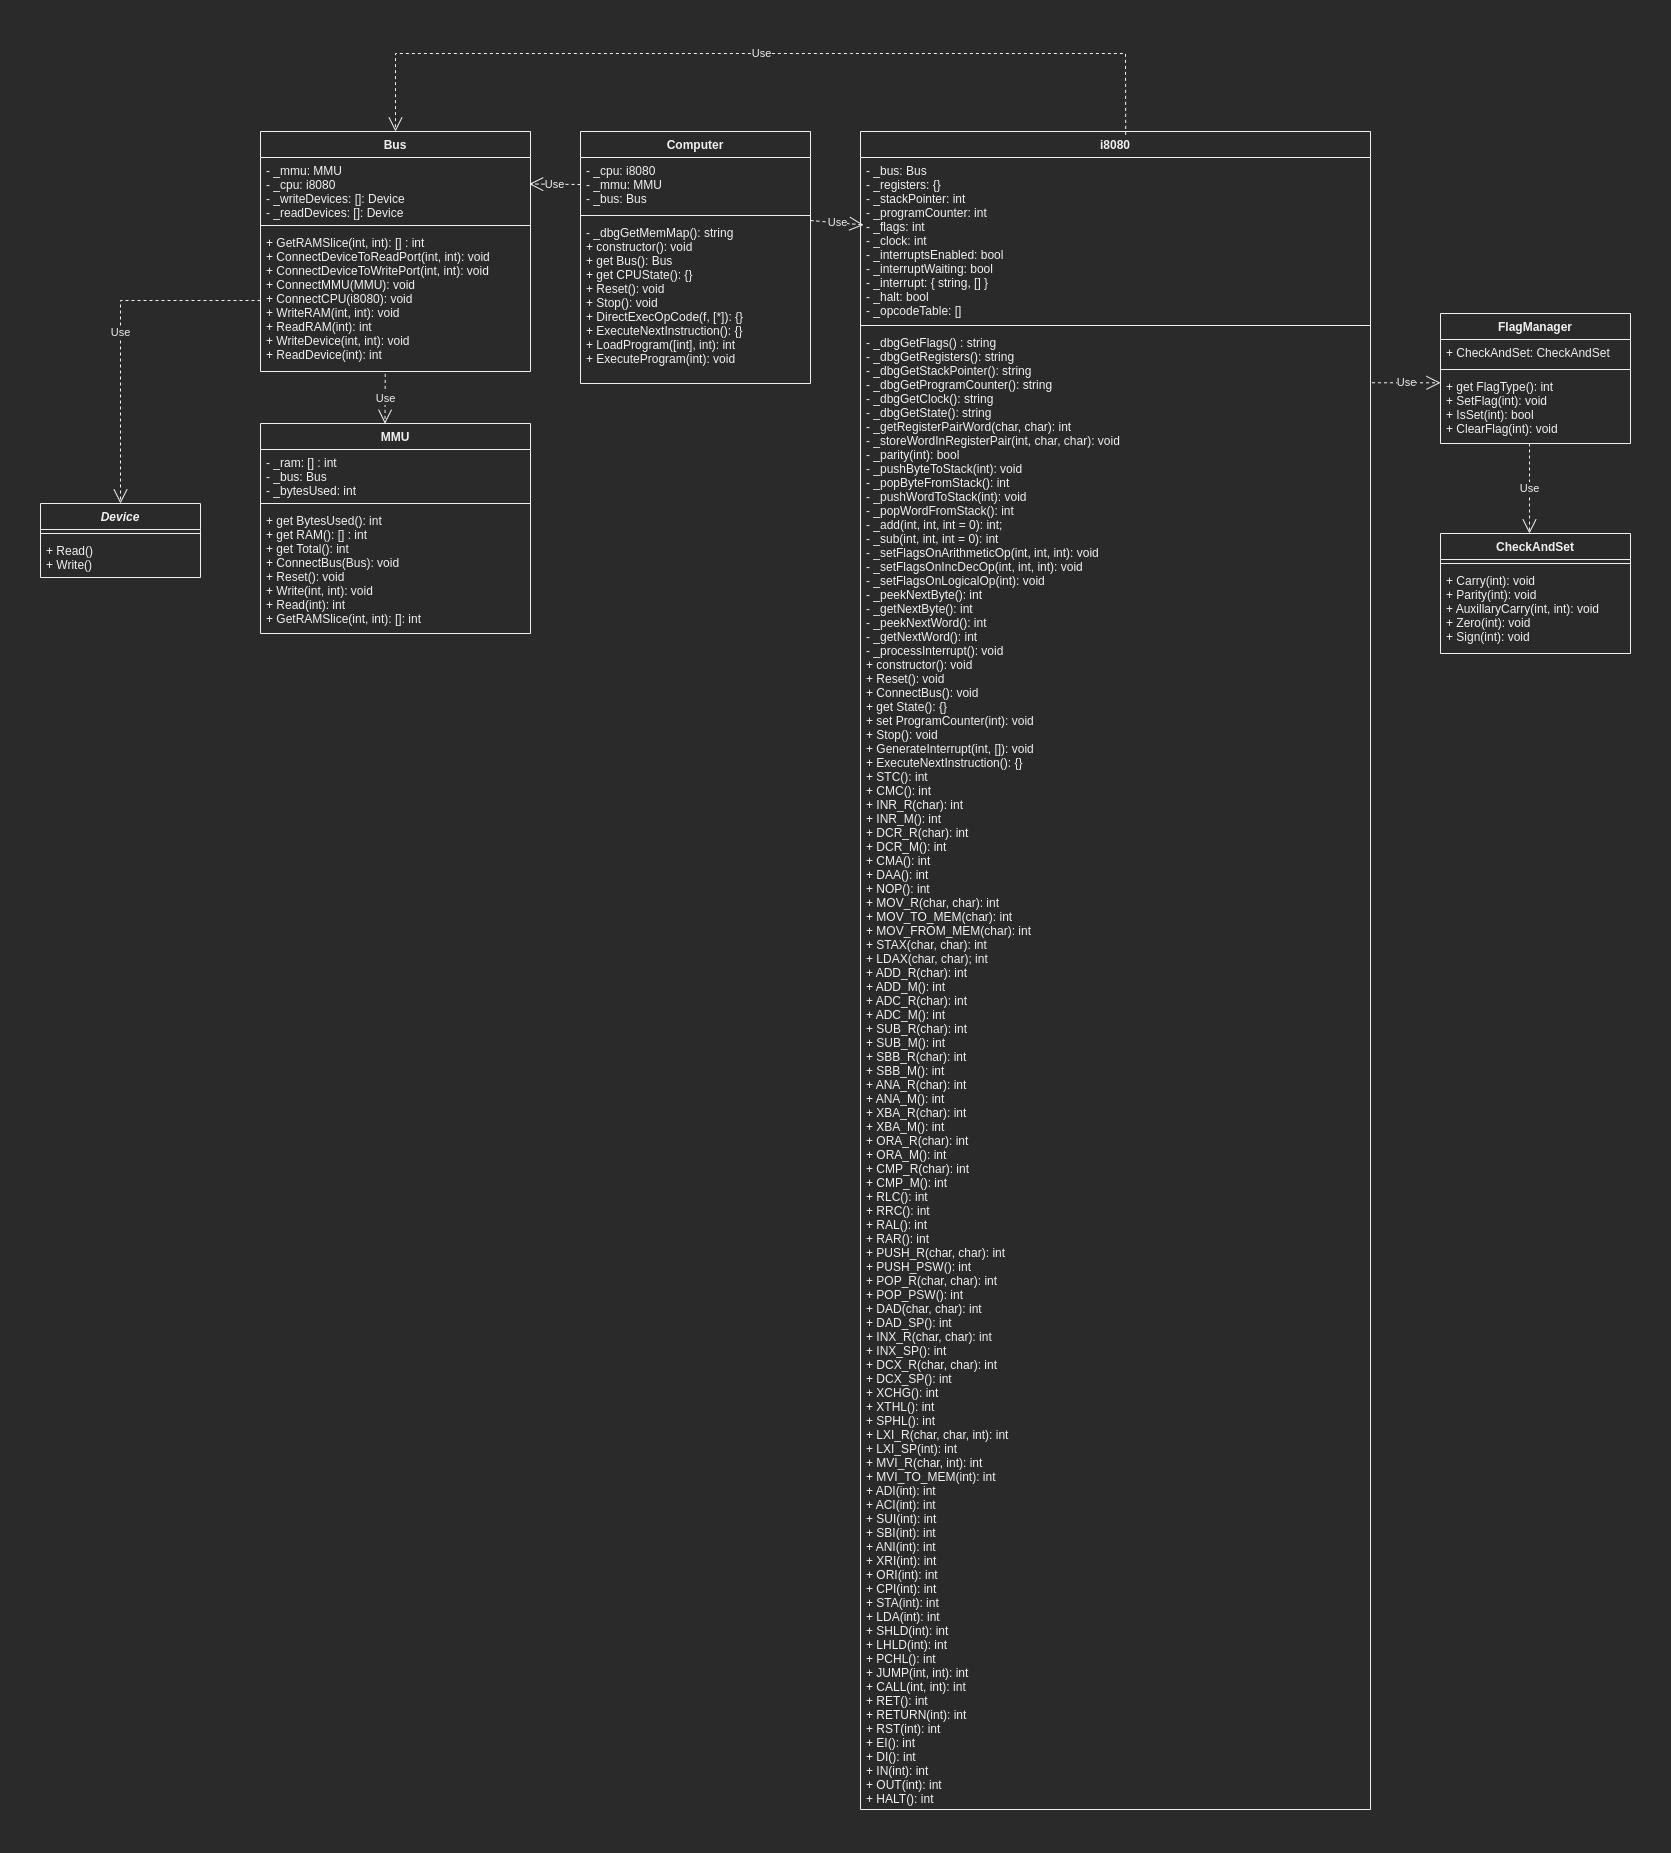 Use
Bus
- _mmu: MMU
- _cpu: i8080
- _writeDevices: []: Device
- _readDevices: []: Device
+ GetRAMSlice(int, int): [] : int
+ ConnectDeviceToReadPort(int, int): void
+ ConnectDeviceToWritePort(int, int): void
+ ConnectMMU(MMU): void
+ ConnectCPU(i8080): void
+ WriteRAM(int, int): void
+ ReadRAM(int): int
+ WriteDevice(int, int): void
+ ReadDevice(int): int
Use
Computer
- _cpu: i8080
- _mmu: MMU
- _bus: Bus
- _dbgGetMemMap(): string
+ constructor(): void
+ get Bus(): Bus
+ get CPUState(): {}
+ Reset(): void
+ Stop(): void
+ DirectExecOpCode(f, [*]): {}
+ ExecuteNextInstruction(): {}
+ LoadProgram([int], int): int
+ ExecuteProgram(int): void
Use
Use
Use
Device
+ Read()
+ Write()
MMU
- _ram: [] : int
- _bus: Bus
- _bytesUsed: int
+ get BytesUsed(): int
+ get RAM(): [] : int
+ get Total(): int
+ ConnectBus(Bus): void
+ Reset(): void
+ Write(int, int): void
+ Read(int): int
+ GetRAMSlice(int, int): []: int
i8080
- _bus: Bus
- _registers: {}
- _stackPointer: int
- _programCounter: int
- _flags: int
- _clock: int
- _interruptsEnabled: bool
- _interruptWaiting: bool
- _interrupt: { string, [] }
- _halt: bool
- _opcodeTable: []
- _dbgGetFlags() : string
- _dbgGetRegisters(): string
- _dbgGetStackPointer(): string
- _dbgGetProgramCounter(): string
- _dbgGetClock(): string
- _dbgGetState(): string
- _getRegisterPairWord(char, char): int
- _storeWordInRegisterPair(int, char, char): void
- _parity(int): bool
- _pushByteToStack(int): void
- _popByteFromStack(): int
- _pushWordToStack(int): void
- _popWordFromStack(): int
- _add(int, int, int = 0): int;
- _sub(int, int, int = 0): int
- _setFlagsOnArithmeticOp(int, int, int): void
- _setFlagsOnIncDecOp(int, int, int): void
- _setFlagsOnLogicalOp(int): void
- _peekNextByte(): int
- _getNextByte(): int
- _peekNextWord(): int
- _getNextWord(): int
- _processInterrupt(): void
+ constructor(): void
+ Reset(): void
+ ConnectBus(): void
+ get State(): {}
+ set ProgramCounter(int): void
+ Stop(): void
+ GenerateInterrupt(int, []): void
+ ExecuteNextInstruction(): {}
+ STC(): int
+ CMC(): int
+ INR_R(char): int
+ INR_M(): int
+ DCR_R(char): int
+ DCR_M(): int
+ CMA(): int
+ DAA(): int
+ NOP(): int
+ MOV_R(char, char): int
+ MOV_TO_MEM(char): int
+ MOV_FROM_MEM(char): int
+ STAX(char, char): int
+ LDAX(char, char); int
+ ADD_R(char): int
+ ADD_M(): int
+ ADC_R(char): int
+ ADC_M(): int
+ SUB_R(char): int
+ SUB_M(): int
+ SBB_R(char): int
+ SBB_M(): int
+ ANA_R(char): int
+ ANA_M(): int
+ XBA_R(char): int
+ XBA_M(): int
+ ORA_R(char): int
+ ORA_M(): int
+ CMP_R(char): int
+ CMP_M(): int
+ RLC(): int
+ RRC(): int
+ RAL(): int
+ RAR(): int
+ PUSH_R(char, char): int
+ PUSH_PSW(): int
+ POP_R(char, char): int
+ POP_PSW(): int
+ DAD(char, char): int
+ DAD_SP(): int
+ INX_R(char, char): int
+ INX_SP(): int
+ DCX_R(char, char): int
+ DCX_SP(): int
+ XCHG(): int
+ XTHL(): int
+ SPHL(): int
+ LXI_R(char, char, int): int
+ LXI_SP(int): int
+ MVI_R(char, int): int
+ MVI_TO_MEM(int): int
+ ADI(int): int
+ ACI(int): int
+ SUI(int): int
+ SBI(int): int
+ ANI(int): int
+ XRI(int): int
+ ORI(int): int
+ CPI(int): int
+ STA(int): int
+ LDA(int): int
+ SHLD(int): int
+ LHLD(int): int
+ PCHL(): int
+ JUMP(int, int): int
+ CALL(int, int): int
+ RET(): int
+ RETURN(int): int
+ RST(int): int
+ EI(): int
+ DI(): int
+ IN(int): int
+ OUT(int): int
+ HALT(): int
Use
FlagManager
+ CheckAndSet: CheckAndSet
+ get FlagType(): int
+ SetFlag(int): void
+ IsSet(int): bool
+ ClearFlag(int): void
Use
CheckAndSet
+ Carry(int): void
+ Parity(int): void
+ AuxillaryCarry(int, int): void
+ Zero(int): void
+ Sign(int): void